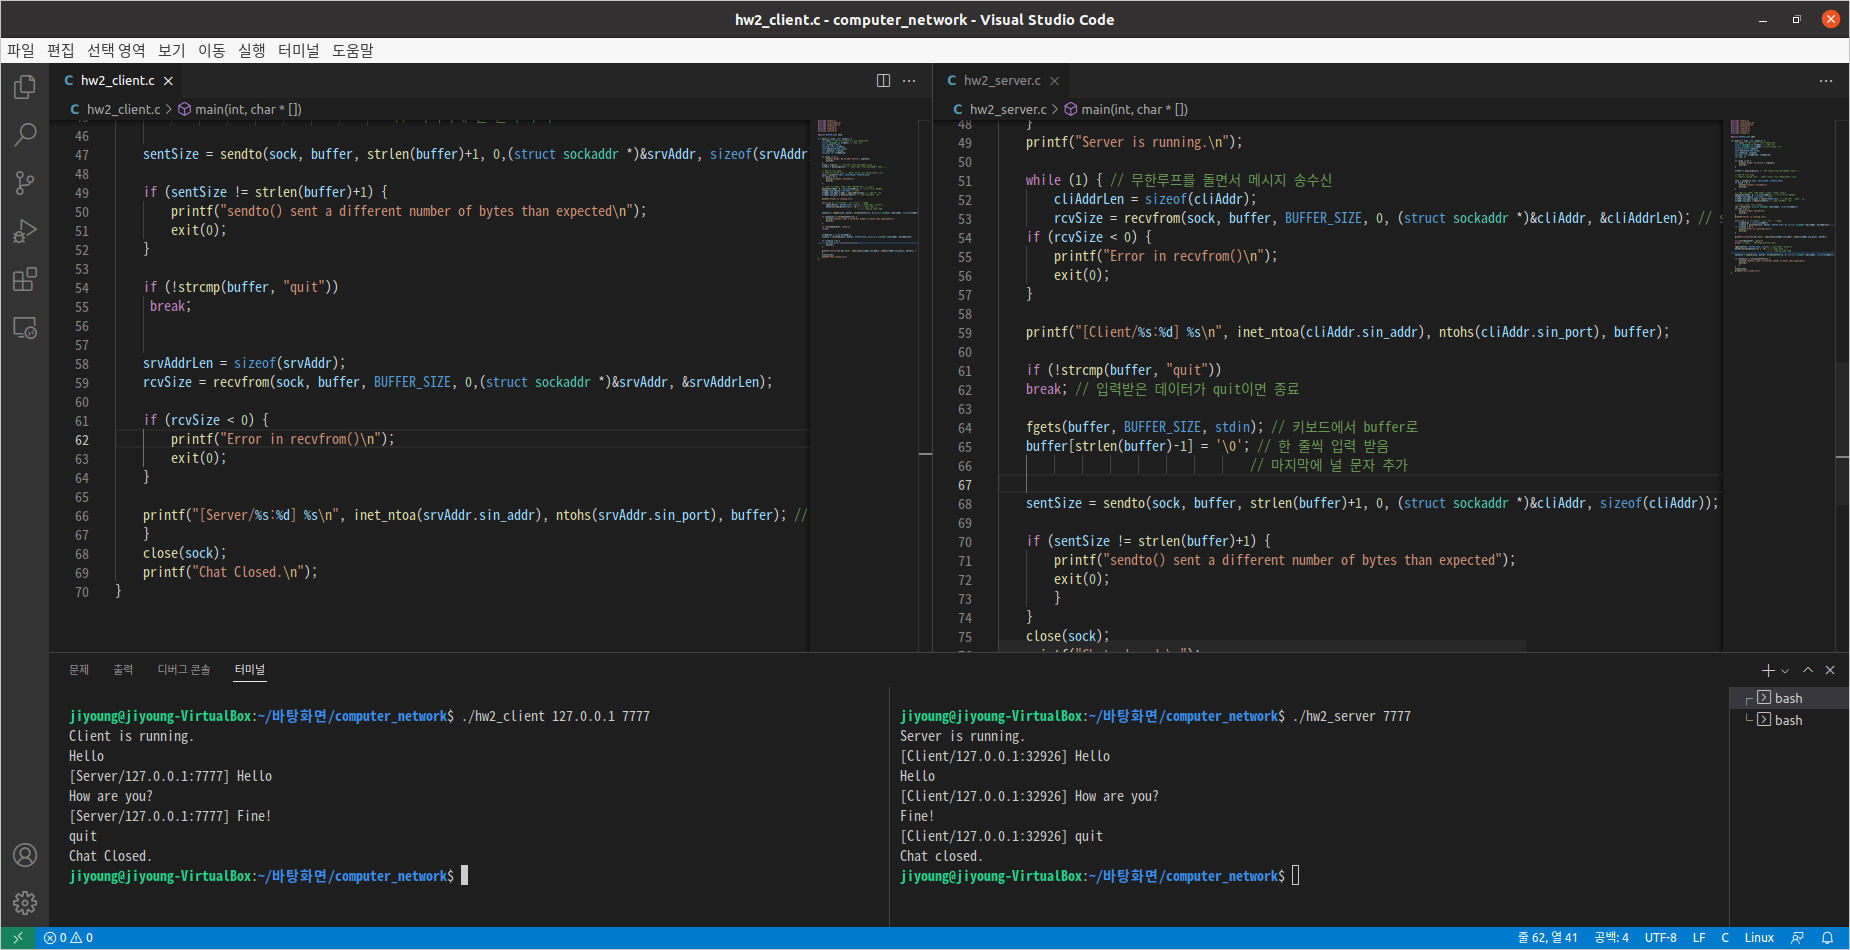 hw2_client.c - computer_network - Visual Studio Code
파일 편집 선택 영역 보기 이동 실행 터미널 도움말
C hw2_client.c
C hw2_client.c > main(int, char * [])
46
47 sentSize = sendto(sock, buffer, strlen(buffer)+1, 0,(struct sockaddr *)&srvAddr, sizeof(srvAddr
48
49 if (sentSize != strlen(buffer)+1) {
50 printf("sendto() sent a different number of bytes than expected\n");
51 exit(0);
52 }
53
54 if (!strcmp(buffer, "quit"))
55 break;
56
57
58 srvAddrLen = sizeof(srvAddr);
59 rcvSize = recvfrom(sock, buffer, BUFFER_SIZE, 0,(struct sockaddr *)&srvAddr, &srvAddrLen);
60
61 if (rcvSize < 0) {
62 printf("Error in recvfrom()\n");
63 exit(0);
64 }
65
66 printf("[Server/%s:%d] %s\n", inet_ntoa(srvAddr.sin_addr), ntohs(srvAddr.sin_port), buffer); //
67 }
68 close(sock);
69 printf("Chat Closed.\n");
70 }
C hw2_server.c
C hw2_server.c > main(int, char * [])
48 }
49 printf("Server is running.\n");
50
51 while (1) { // 무한루프를 돌면서 메시지 송수신
52 cliAddrLen = sizeof(cliAddr);
53 rcvSize = recvfrom(sock, buffer, BUFFER_SIZE, 0, (struct sockaddr *)&cliAddr, &cliAddrLen); //
54 if (rcvSize < 0) {
55 printf("Error in recvfrom()\n");
56 exit(0);
57 }
58
59 printf("[Client/%s:%d] %s\n", inet_ntoa(cliAddr.sin_addr), ntohs(cliAddr.sin_port), buffer);
60
61 if (!strcmp(buffer, "quit"))
62 break; // 입력받은 데이터가 quit이면 종료
63
64 fgets(buffer, BUFFER_SIZE, stdin); // 키보드에서 buffer로
65 buffer[strlen(buffer)-1] = '\0'; // 한 줄씩 입력 받음
66 // 마지막에 널 문자 추가
67
68 sentSize = sendto(sock, buffer, strlen(buffer)+1, 0, (struct sockaddr *)&cliAddr, sizeof(cliAddr));
69
70 if (sentSize != strlen(buffer)+1) {
71 printf("sendto() sent a different number of bytes than expected");
72 exit(0);
73 }
74 }
75 close(sock);
문제 출력 디버그 콘솔 터미널
jiyoung@jiyoung-VirtualBox:~/바탕화면/computer_network$ ./hw2_client 127.0.0.1 7777
Client is running.
Hello
[Server/127.0.0.1:7777] Hello
How are you?
[Server/127.0.0.1:7777] Fine!
quit
Chat Closed.
jiyoung@jiyoung-VirtualBox:~/바탕화면/computer_network$
jiyoung@jiyoung-VirtualBox:~/바탕화면/computer_network$ ./hw2_server 7777
Server is running.
[Client/127.0.0.1:32926] Hello
Hello
[Client/127.0.0.1:32926] How are you?
Fine!
[Client/127.0.0.1:32926] quit
Chat closed.
jiyoung@jiyoung-VirtualBox:~/바탕화면/computer_network$
bash
bash
0 0 줄 62, 열 41 공백: 4 UTF-8 LF C Linux